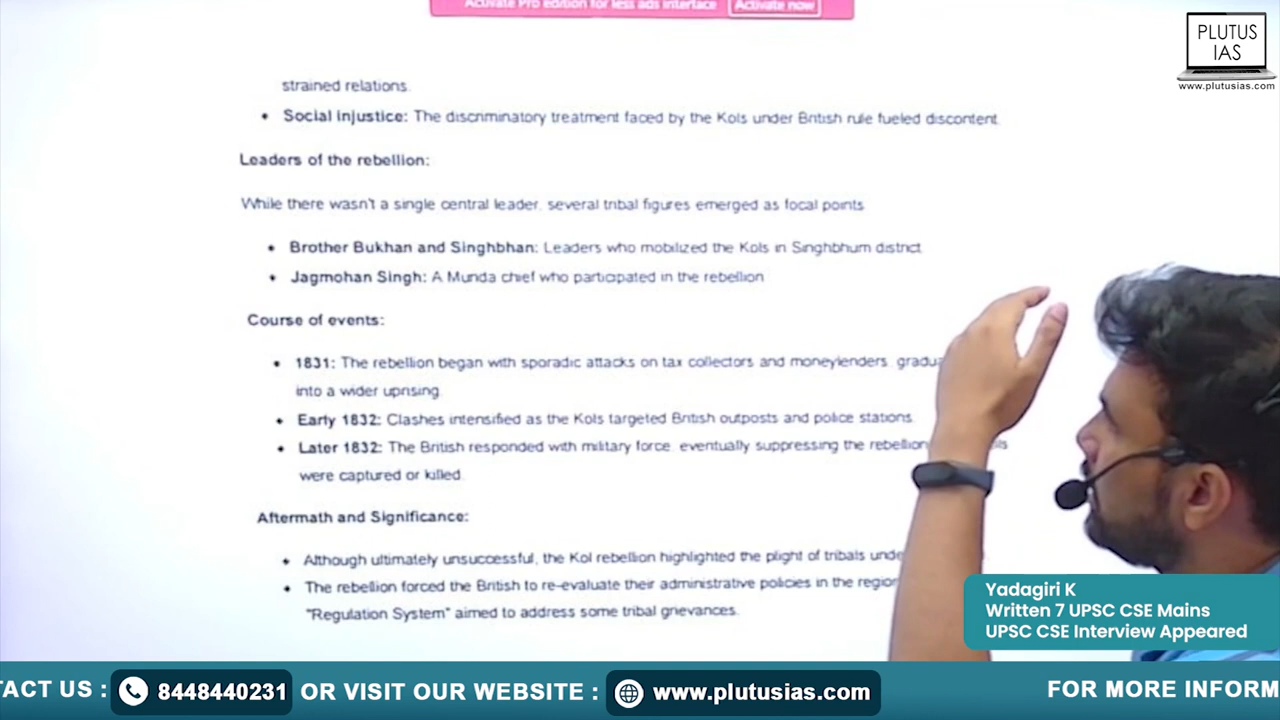 Activate Pro edition for less ads interface Activate now
PLUTUS
IAS
www.plutusias.com
strained relations.
• Social injustice: The discriminatory treatment faced by the Kols under British rule fueled discontent.
Leaders of the rebellion:
While there wasn't a single central leader, several tribal figures emerged as focal points
• Brother Bukhan and Singhbhan: Leaders who mobilized the Kols in Singhbhum district.
• Jagmohan Singh: A Munda chief who participated in the rebellion
Course of events:
• 1831: The rebellion began with sporadic attacks on tax collectors and moneylenders, gradua
into a wider uprising.
• Early 1832: Clashes intensified as the Kols targeted British outposts and police stations.
• Later 1832: The British responded with military force, eventually suppressing the rebellion
were captured or killed.
Aftermath and Significance:
• Although ultimately unsuccessful, the Kol rebellion highlighted the plight of tribals unde
• The rebellion forced the British to re-evaluate their administrative policies in the region
"Regulation System" aimed to address some tribal grievances.
Yadagiri K
Written 7 UPSC CSE Mains
UPSC CSE Interview Appeared
TACT US : 8448440231 OR VISIT OUR WEBSITE : www.plutusias.com FOR MORE INFORM